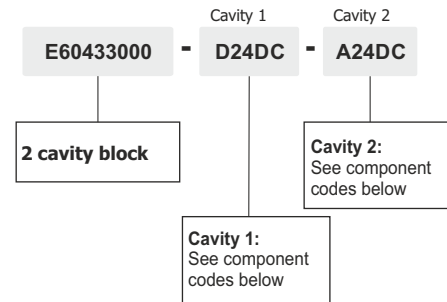 Cavity 1 Cavity 2
E60433000 - D24DC - A24DC
2 cavity block
Cavity 2:
See component
codes below
Cavity 1:
See component
codes below